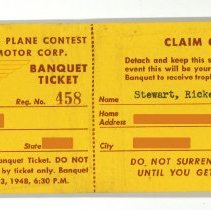 PLANE CONTEST
MOTOR CORP.
BANQUET
TICKET
Reg. No. 458
State
Banquet Ticket. DO NOT
by ticket only. Banquet
3, 1948, 6:30 P.M.
CLAIM
Detach and keep this s
event this will be your
Banquet to receive trop
Name Stewart, Ricke
Home
Address
City
DO NOT SURREN
UNTIL YOU GET